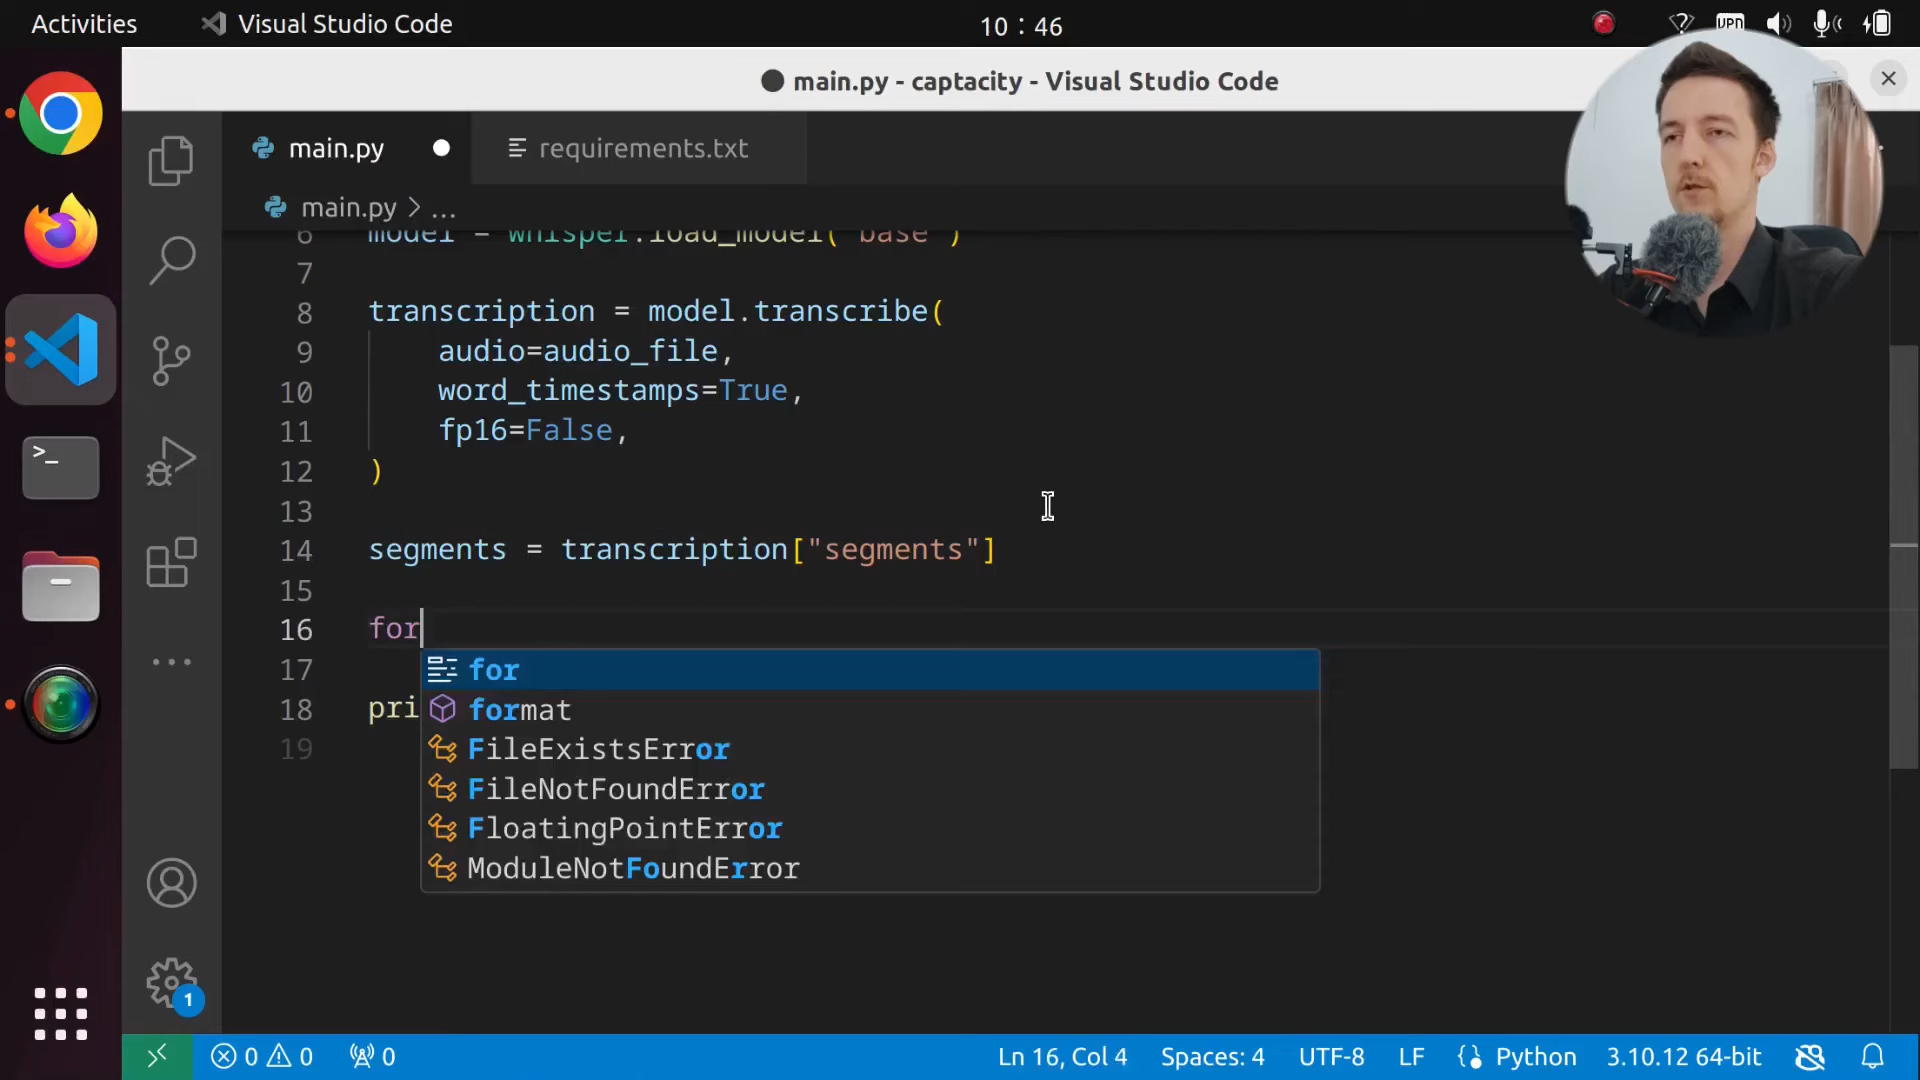 Activities
Visual Studio Code
10 : 46
VPN
main.py - captacity - Visual Studio Code
main.py
requirements.txt
main.py > ...
6 model = whisper.load_model("base")
7
8 transcription = model.transcribe(
9 audio=audio_file,
10 word_timestamps=True,
11 fp16=False,
12 )
13
14 segments = transcription["segments"]
15
16 for
17 for
18 pri format
19 FileExistsError
FileNotFoundError
FloatingPointError
ModuleNotFoundError
1
0 0 0
Ln 16, Col 4
Spaces: 4
UTF-8
LF
Python
3.10.12 64-bit